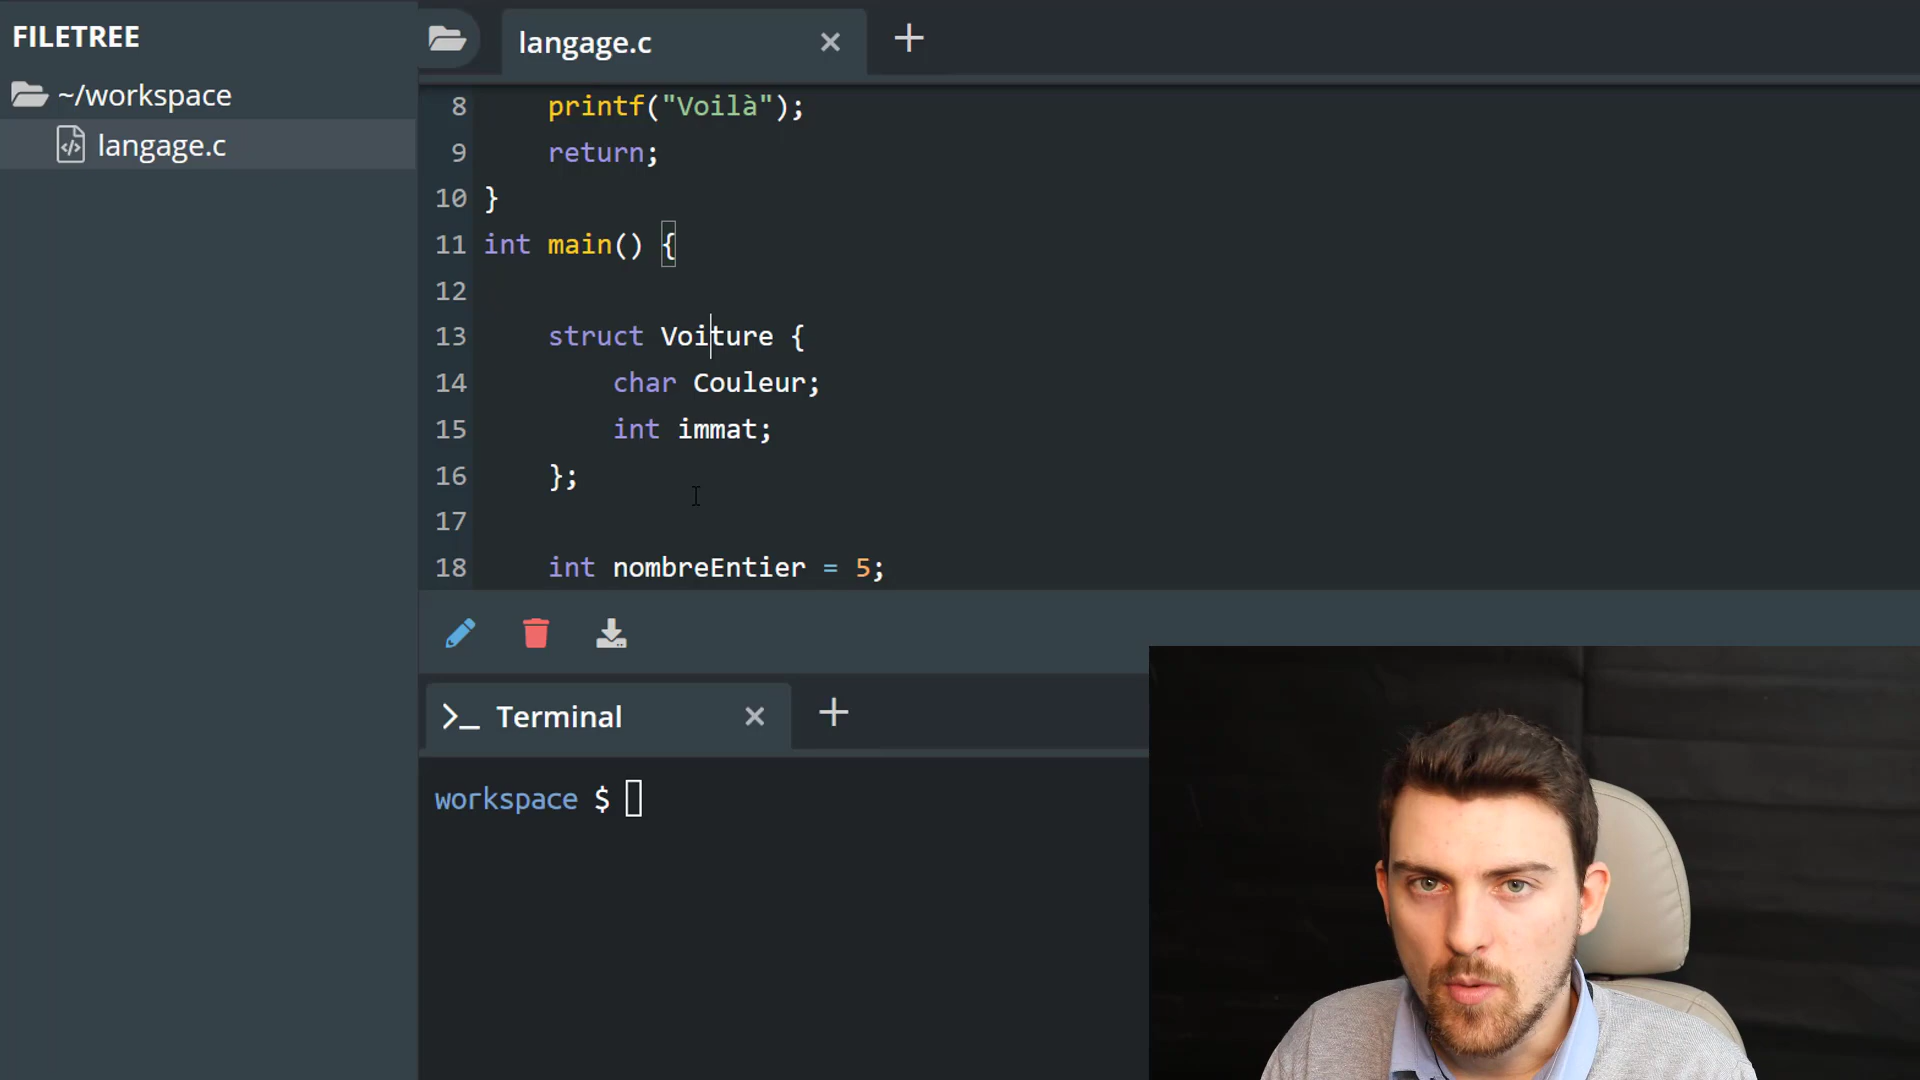 FILETREE
~/workspace
langage.c
langage.c
8 printf("Voilà");
9 return;
10 }
11 int main() {
12
13 struct Voiture {
14 char Couleur;
15 int immat;
16 };
17
18 int nombreEntier = 5;
>_ Terminal
workspace $